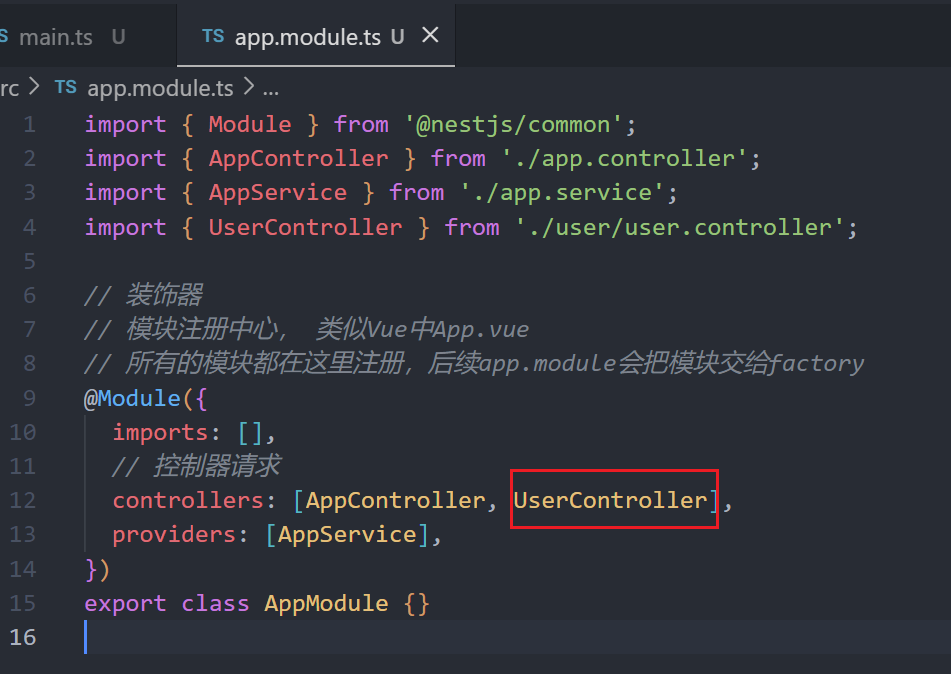 S main.ts U TS app.module.ts U
rc > TS app.module.ts > ...
1 import { Module } from '@nestjs/common';
2 import { AppController } from './app.controller';
3 import { AppService } from './app.service';
4 import { UserController } from './user/user.controller';
5
6 // 装饰器
7 // 模块注册中心， 类似Vue中App.vue
8 // 所有的模块都在这里注册，后续app.module会把模块交给factory
9 @Module({
10 imports: [],
11 // 控制器请求
12 controllers: [AppController, UserController],
13 providers: [AppService],
14 })
15 export class AppModule {}
16